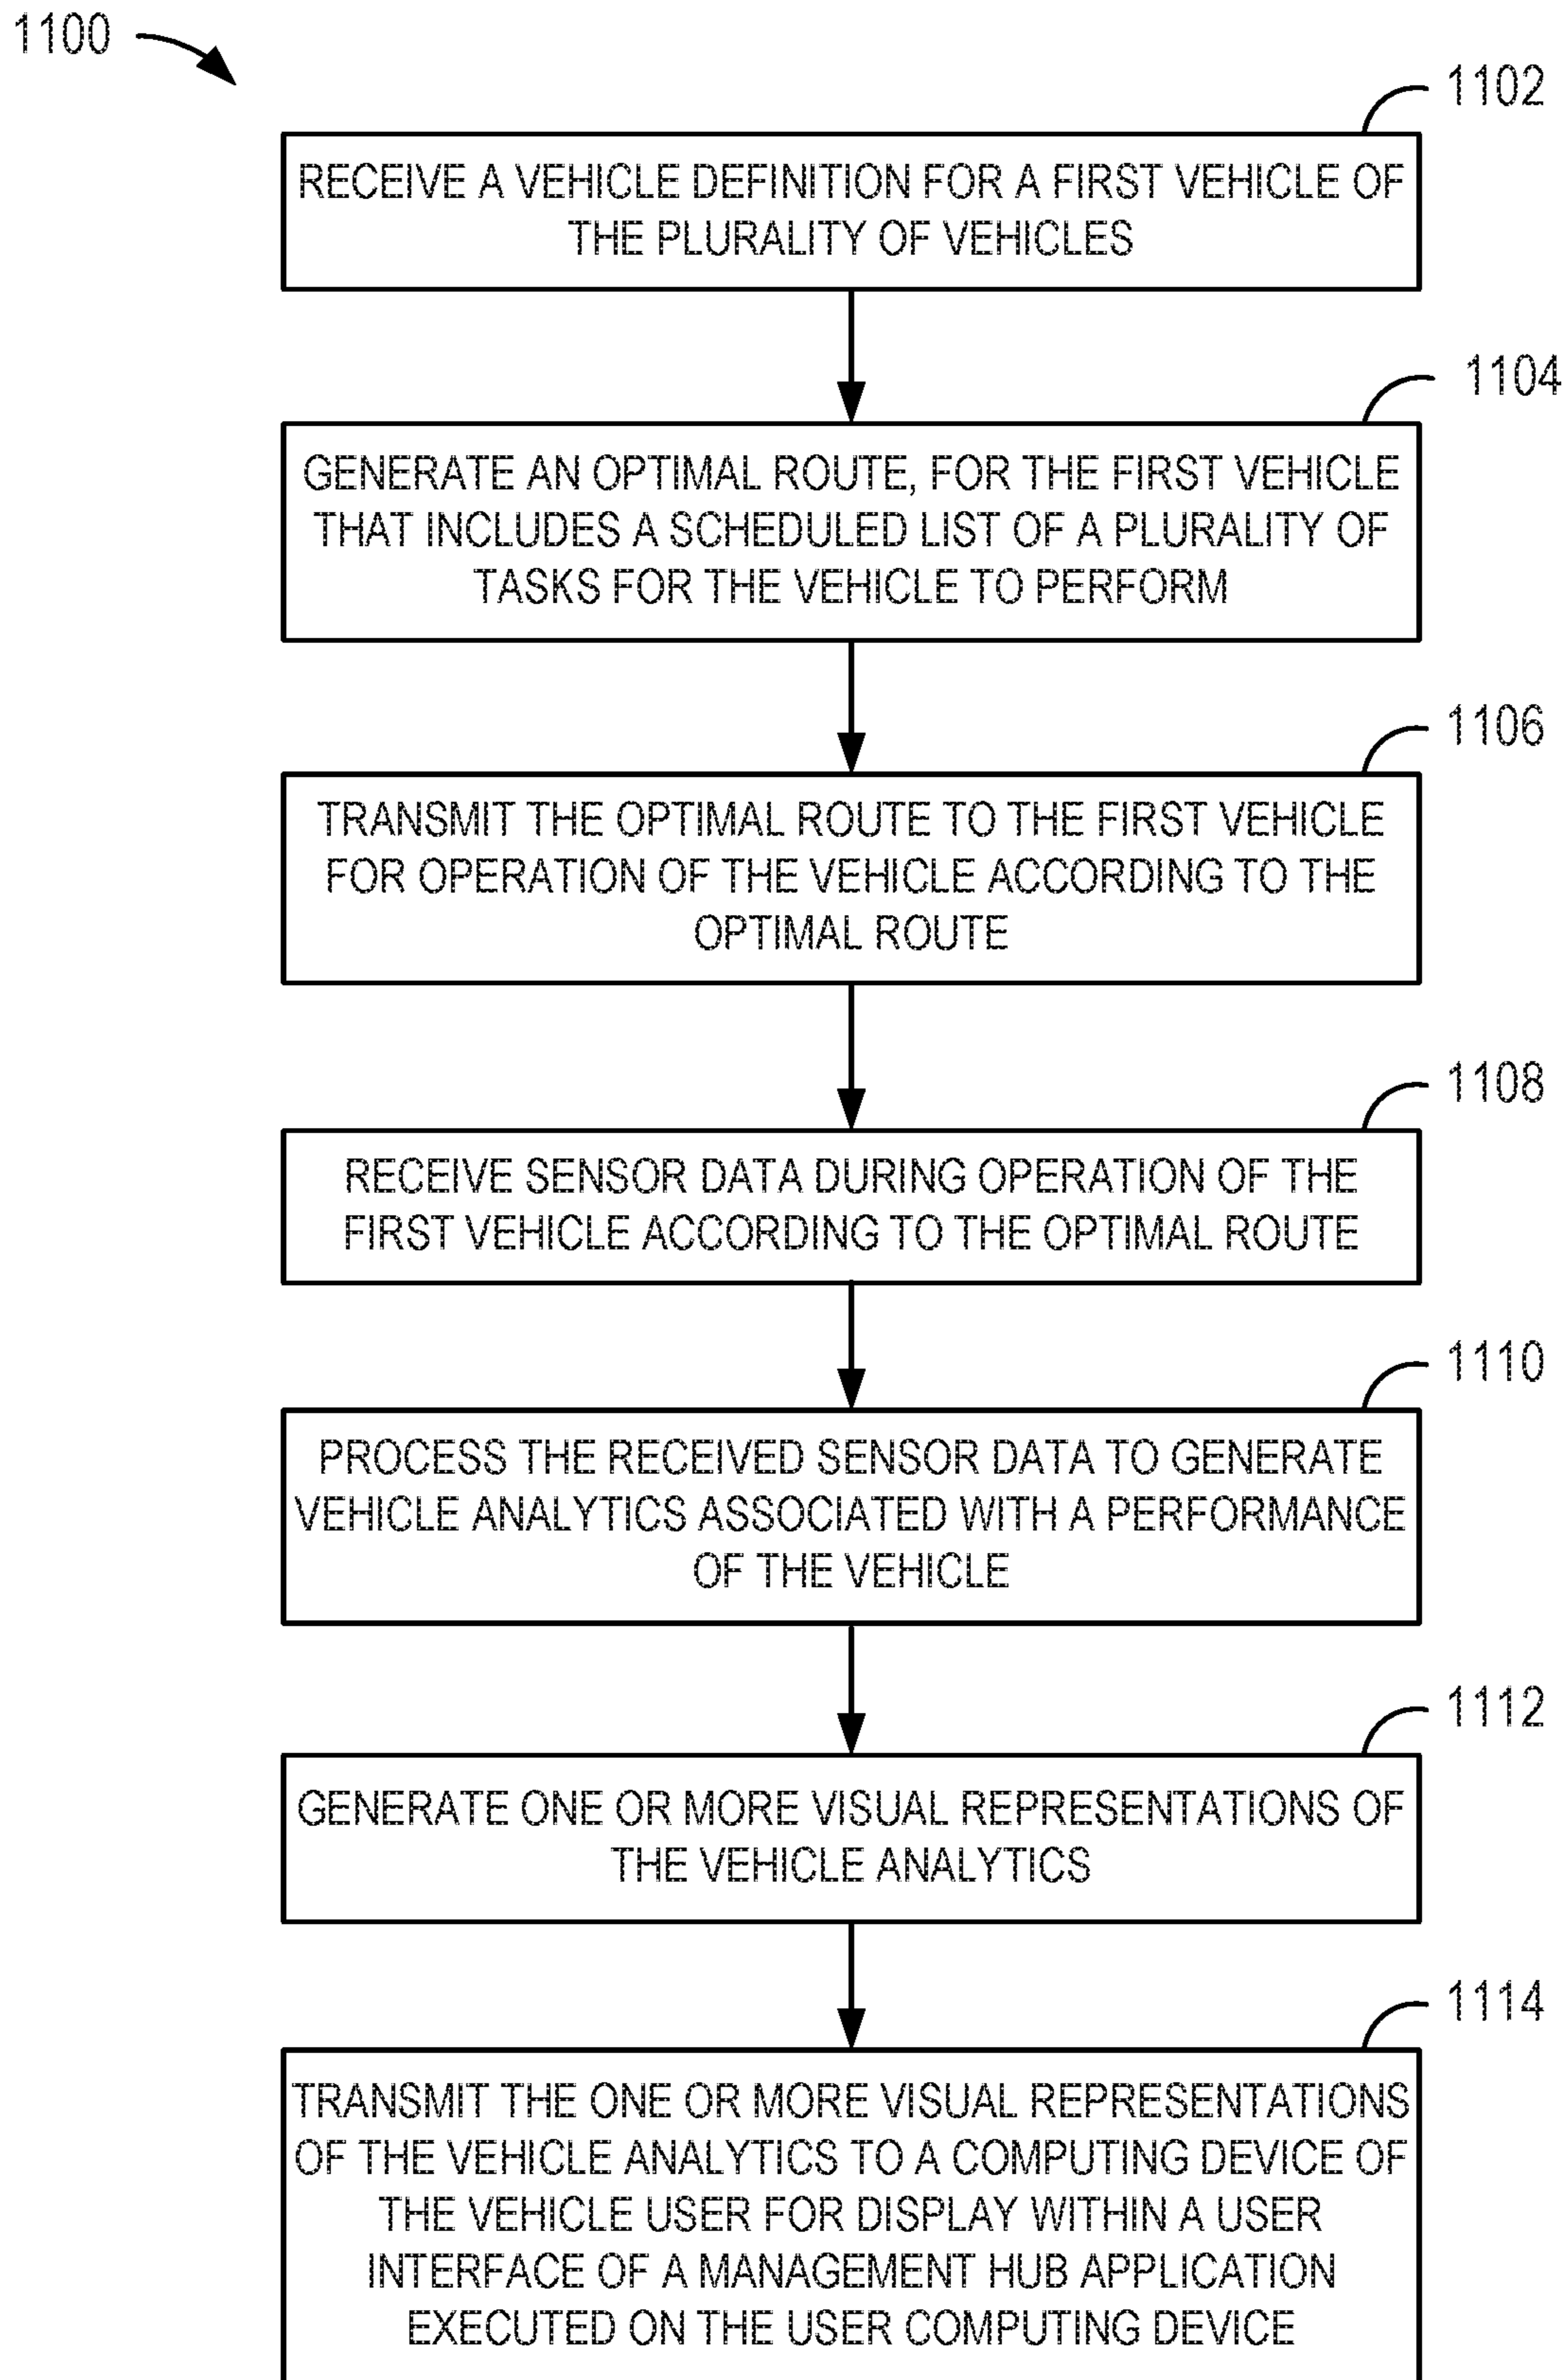 1100
1102
RECEIVE A VEHICLE DEFINITION FOR A FIRST VEHICLE OF
THE PLURALITY OF VEHICLES
1104
GENERATE AN OPTIMAL ROUTE, FOR THE FIRST VEHICLE
THAT INCLUDES A SCHEDULED LIST OF A PLURALITY OF
TASKS FOR THE VEHICLE TO PERFORM
1106
TRANSMIT THE OPTIMAL ROUTE TO THE FIRST VEHICLE
FOR OPERATION OF THE VEHICLE ACCORDING TO THE
OPTIMAL ROUTE
1108
RECEIVE SENSOR DATA DURING OPERATION OF THE
FIRST VEHICLE ACCORDING TO THE OPTIMAL ROUTE
1110
PROCESS THE RECEIVED SENSOR DATA TO GENERATE
VEHICLE ANALYTICS ASSOCIATED WITH A PERFORMANCE
OF THE VEHICLE
1112
GENERATE ONE OR MORE VISUAL REPRESENTATIONS OF
THE VEHICLE ANALYTICS
1114
TRANSMIT THE ONE OR MORE VISUAL REPRESENTATIONS
OF THE VEHICLE ANALYTICS TO A COMPUTING DEVICE OF
THE VEHICLE USER FOR DISPLAY WITHIN A USER
INTERFACE OF A MANAGEMENT HUB APPLICATION
EXECUTED ON THE USER COMPUTING DEVICE